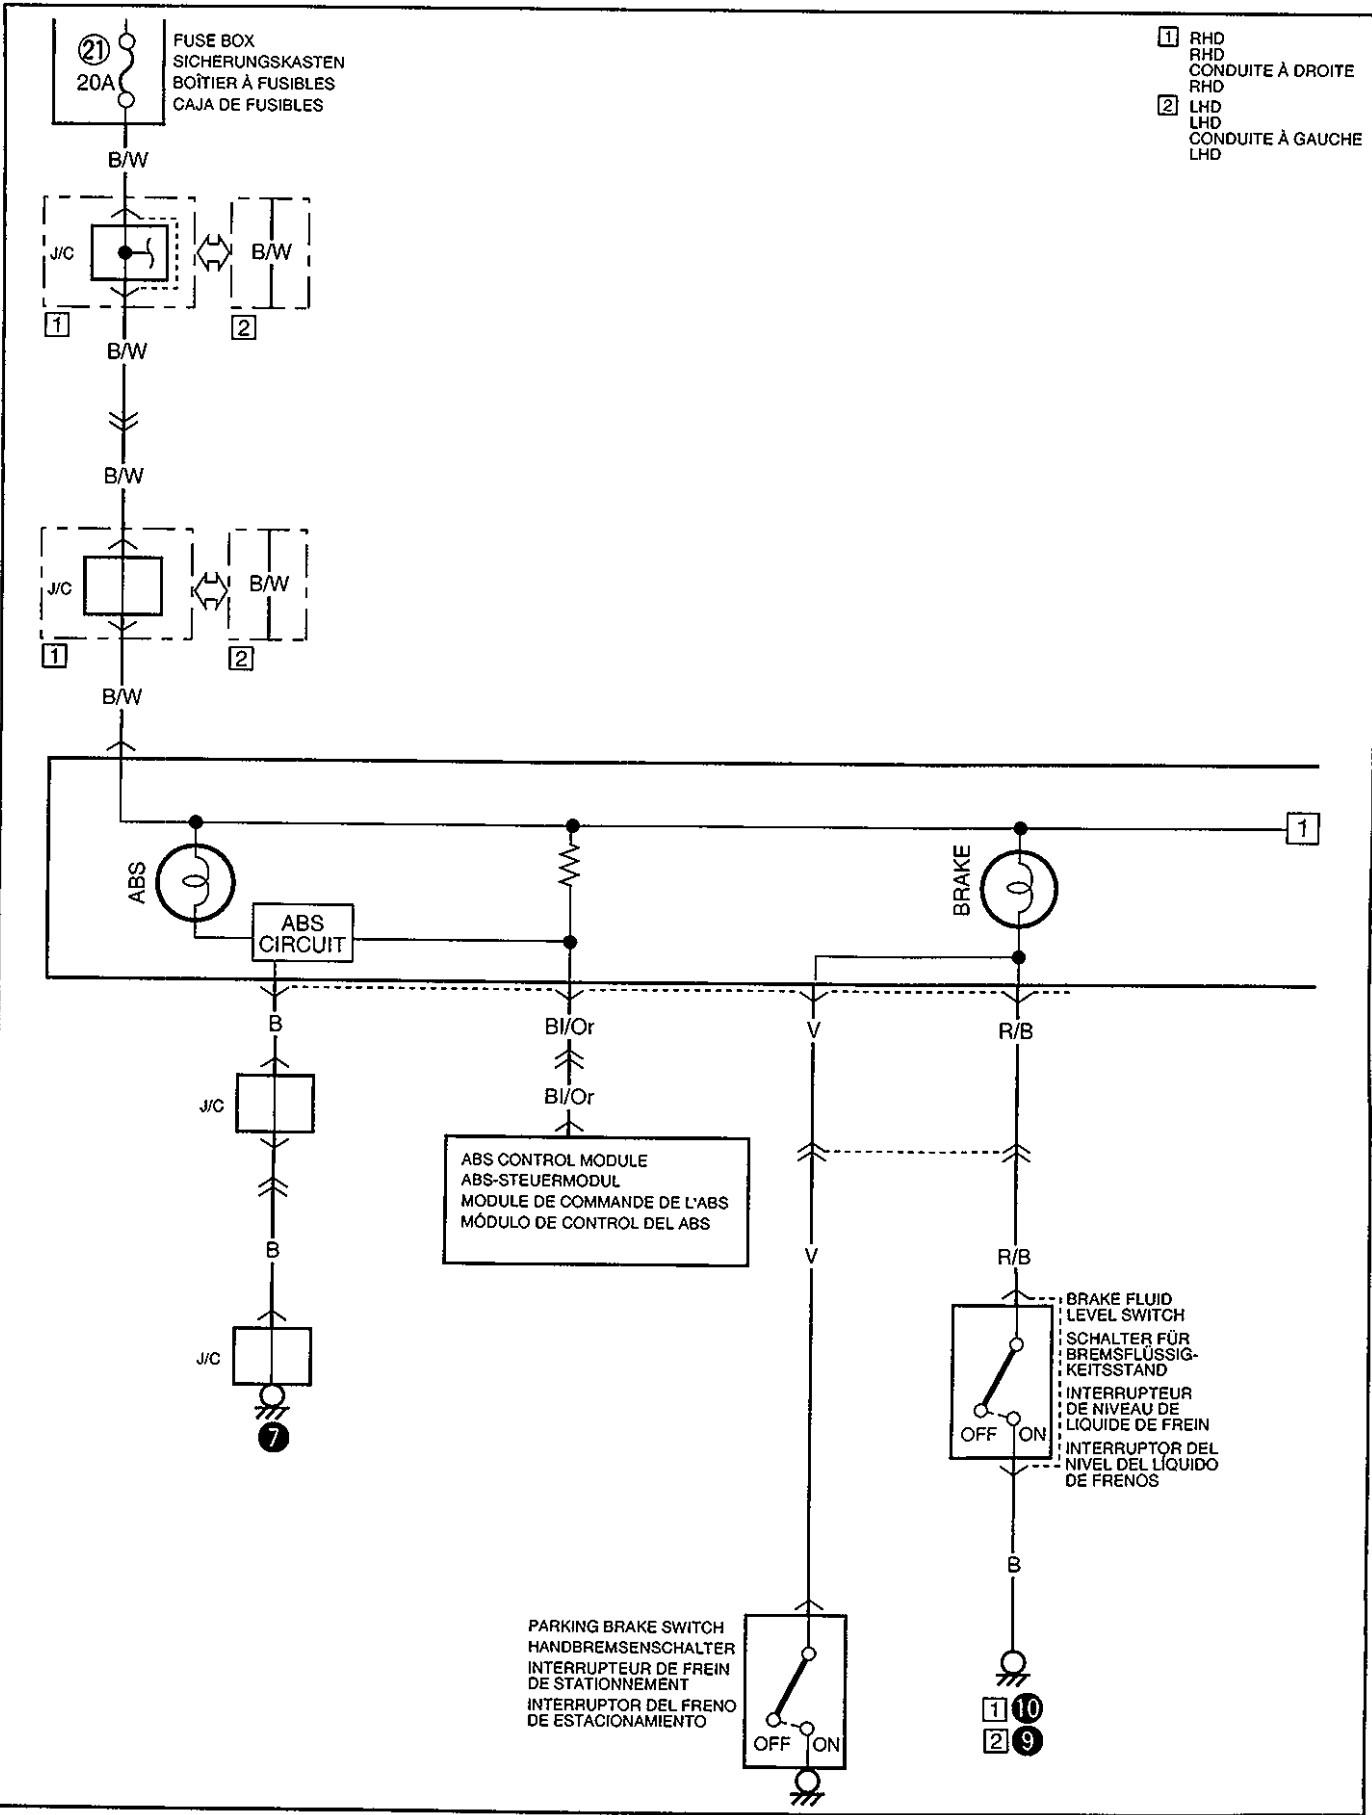 21
20A
FUSE BOX
SICHERUNGSKASTEN
BOÎTIER À FUSIBLES
CAJA DE FUSIBLES
1 RHD
RHD
CONDUITE À DROITE
RHD
2 LHD
LHD
CONDUITE À GAUCHE
LHD
B/W
J/C
B/W
1
2
B/W
B/W
J/C
B/W
1
2
B/W
1
ABS
BRAKE
ABS
CIRCUIT
B
Bl/Or
V
R/B
J/C
Bl/Or
ABS CONTROL MODULE
ABS-STEUERMODUL
MODULE DE COMMANDE DE L'ABS
MÓDULO DE CONTROL DEL ABS
B
V
R/B
J/C
7
BRAKE FLUID
LEVEL SWITCH
SCHALTER FÜR
BREMSFLÜSSIG-
KEITSSTAND
INTERRUPTEUR
DE NIVEAU DE
LIQUIDE DE FREIN
INTERRUPTOR DEL
NIVEL DEL LÍQUIDO
DE FRENOS
OFF ON
B
PARKING BRAKE SWITCH
HANDBREMSENSCHALTER
INTERRUPTEUR DE FREIN
DE STATIONNEMENT
INTERRUPTOR DEL FRENO
DE ESTACIONAMIENTO
OFF ON
1 10
2 9